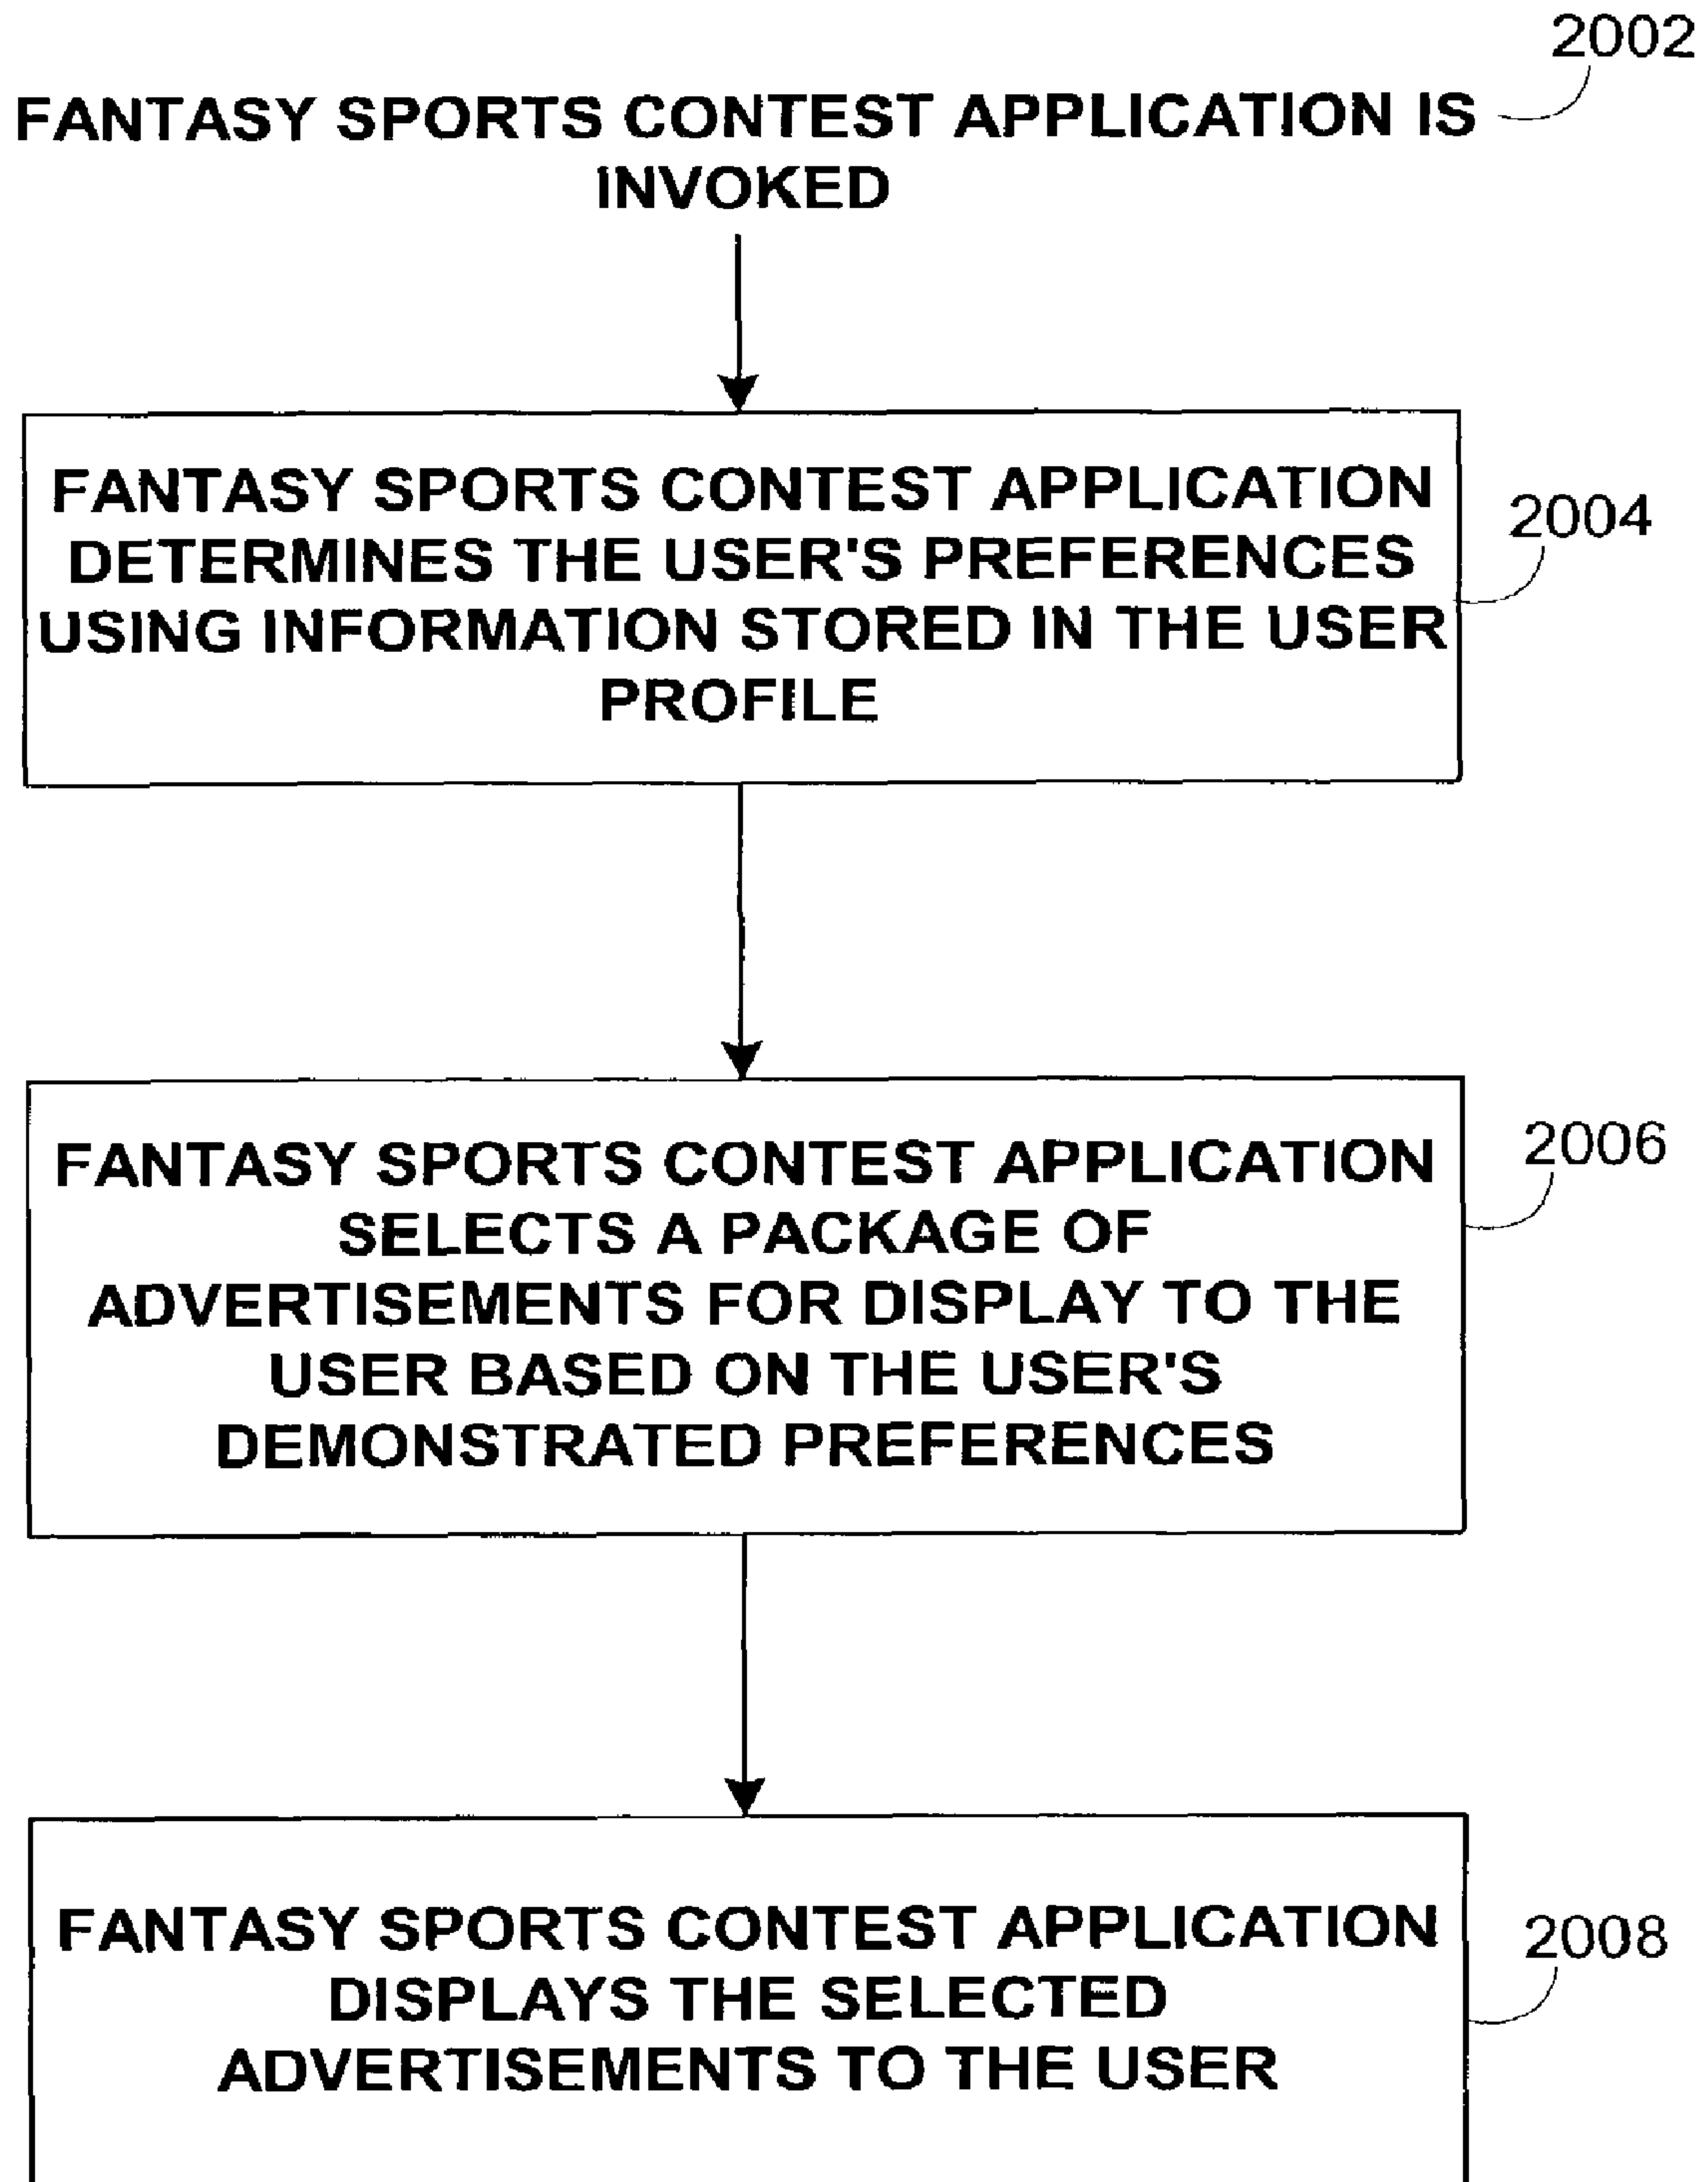 2002
FANTASY SPORTS CONTEST APPLICATION IS
INVOKED
FANTASY SPORTS CONTEST APPLICATION
DETERMINES THE USER'S PREFERENCES
USING INFORMATION STORED IN THE USER
PROFILE
2004
FANTASY SPORTS CONTEST APPLICATION
SELECTS A PACKAGE OF
ADVERTISEMENTS FOR DISPLAY TO THE
USER BASED ON THE USER'S
DEMONSTRATED PREFERENCES
2006
FANTASY SPORTS CONTEST APPLICATION
DISPLAYS THE SELECTED
ADVERTISEMENTS TO THE USER
2008